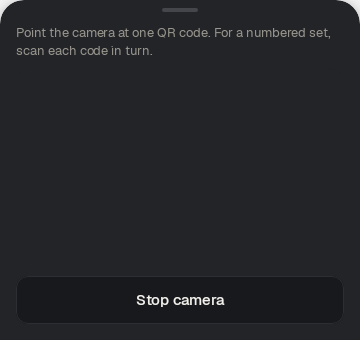 Point the camera at one QR code. For a numbered set,
scan each code in turn.
Stop camera